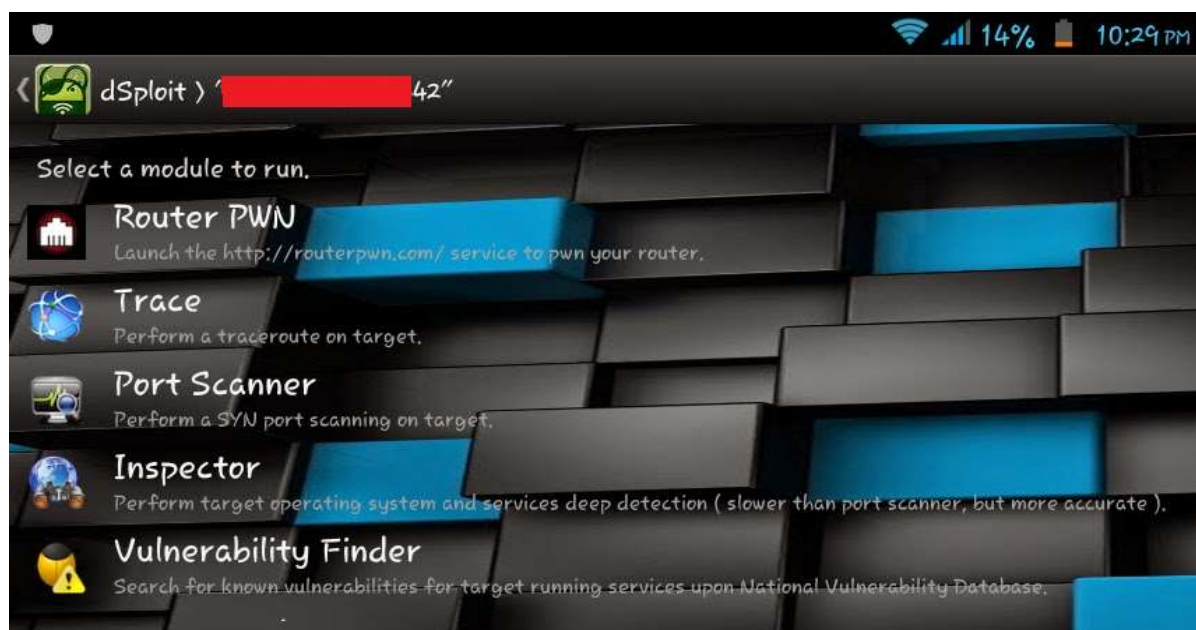 14% 10:29 PM
dSploit > "42"
Select a module to run.
Router PWN
Launch the http://routerpwn.com/ service to pwn your router.
Trace
Perform a traceroute on target.
Port Scanner
Perform a SYN port scanning on target.
Inspector
Perform target operating system and services deep detection ( slower than port scanner, but more accurate ).
Vulnerability Finder
Search for known vulnerabilities for target running services upon National Vulnerability Database.